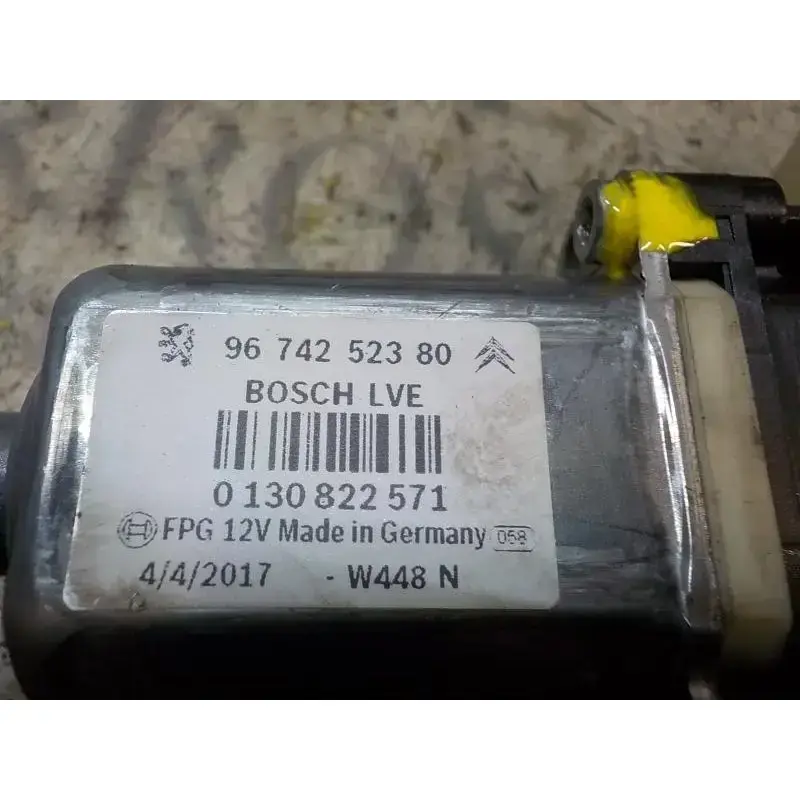 96 742 523 80
BOSCH LVE
0 130 822 571
FPG 12V Made in Germany 058
4/4/2017 - W448 N